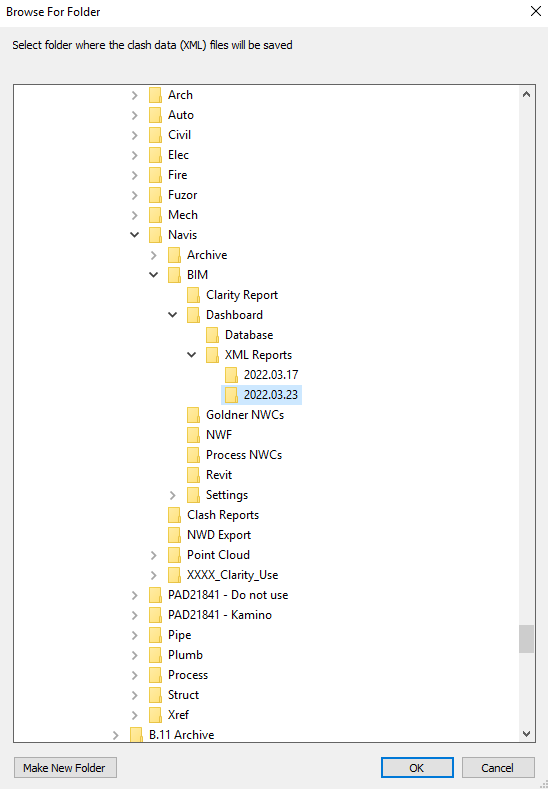 Browse For Folder
Select folder where the clash data (XML) files will be saved
Arch
Auto
Civil
Elec
Fire
Fuzor
Mech
Navis
Archive
BIM
Clarity Report
Dashboard
Database
XML Reports
2022.03.17
2022.03.23
Goldner NWCs
NWF
Process NWCs
Revit
Settings
Clash Reports
NWD Export
Point Cloud
XXXX_Clarity_Use
PAD21841 - Do not use
PAD21841 - Kamino
Pipe
Plumb
Process
Struct
Xref
B.11 Archive
Make New Folder
OK
Cancel